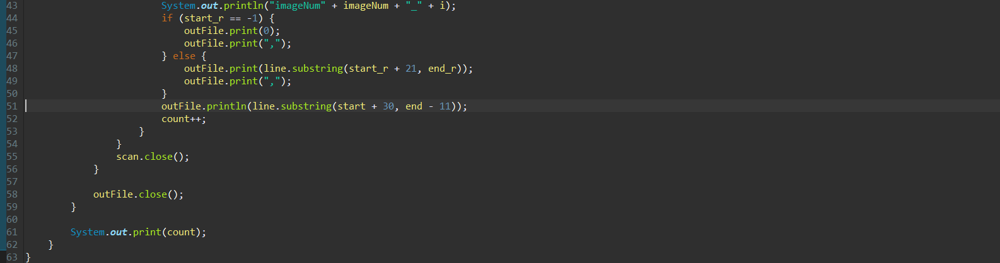 43 System.out.println("imageNum" + imageNum + "_" + i);
44 if (start_r == -1) {
45 outFile.print(0);
46 outFile.print(",");
47 } else {
48 outFile.print(line.substring(start_r + 21, end_r));
49 outFile.print(",");
50 }
51 outFile.println(line.substring(start + 30, end - 11));
52 count++;
53 }
54 }
55 scan.close();
56 }
57
58 outFile.close();
59 }
60
61 System.out.print(count);
62 }
63 }